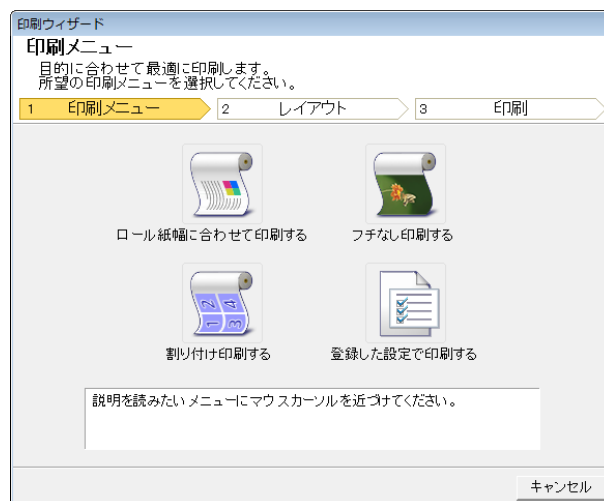 印刷ウィザード
印刷メニュー
目的に合わせて最適に印刷します。
所望の印刷メニューを選択してください。
1 印刷メニュー 2 レイアウト 3 印刷
ロール紙幅に合わせて印刷する フチなし印刷する
1 2 3 4
割り付け印刷する 登録した設定で印刷する
説明を読みたいメニューにマウスカーソルを近づけてください。
キャンセル